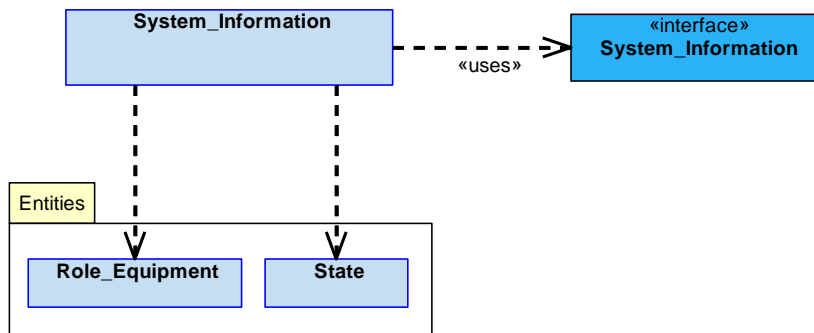 System_Information
«interface»
System_Information
«uses»
Entities
Role_Equipment
State